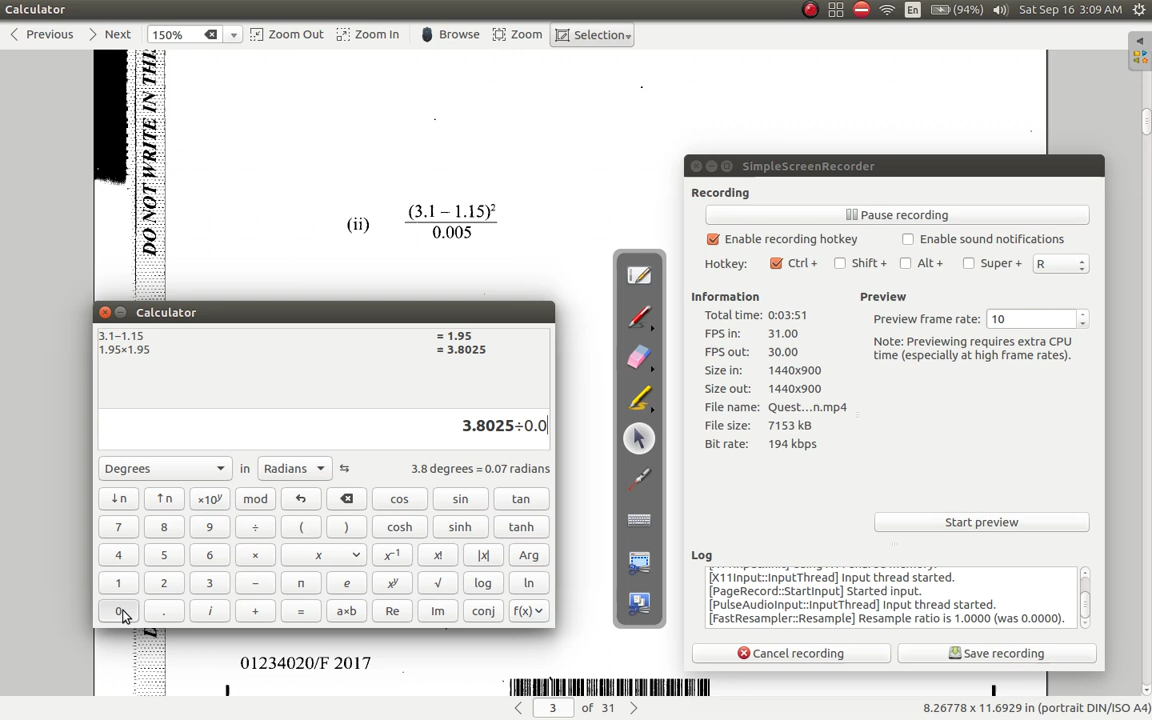 Calculator
En
(94%)
Sat Sep 16 3:09 AM
Previous
Next
150%
Zoom Out
Zoom In
Browse
Zoom
Selection
DO NOT WRITE IN THI
(ii) (3.1 – 1.15)²
0.005
Calculator
3.1−1.15 = 1.95
1.95×1.95 = 3.8025
3.8025÷0.0
Degrees in Radians 3.8 degrees = 0.07 radians
↓n ↑n ×10ʸ mod cos sin tan
7 8 9 ÷ ( ) cosh sinh tanh
4 5 6 × x x⁻¹ x! |x| Arg
1 2 3 − π e xʸ √ log ln
0 . i + = a×b Re Im conj f(x)
SimpleScreenRecorder
Recording
Pause recording
Enable recording hotkey
Enable sound notifications
Hotkey: Ctrl + Shift + Alt + Super + R
Information
Total time: 0:03:51
FPS in: 31.00
FPS out: 30.00
Size in: 1440x900
Size out: 1440x900
File name: Quest…n.mp4
File size: 7153 kB
Bit rate: 194 kbps
Preview
Preview frame rate: 10
Note: Previewing requires extra CPU
time (especially at high frame rates).
Start preview
Log
[X11Input::InputThread] Input thread started.
[PageRecord::StartInput] Started input.
[PulseAudioInput::InputThread] Input thread started.
[FastResampler::Resample] Resample ratio is 1.0000 (was 0.0000).
Cancel recording
Save recording
01234020/F 2017
3 of 31
8.26778 x 11.6929 in (portrait DIN/ISO A4)